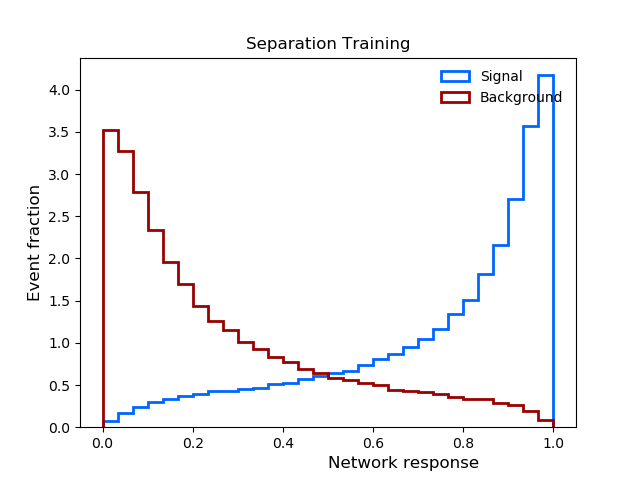 Separation Training
Signal
Background
Event fraction
4.0
3.5
3.0
2.5
2.0
1.5
1.0
0.5
0.0
0.0 0.2 0.4 0.6 0.8 1.0
Network response